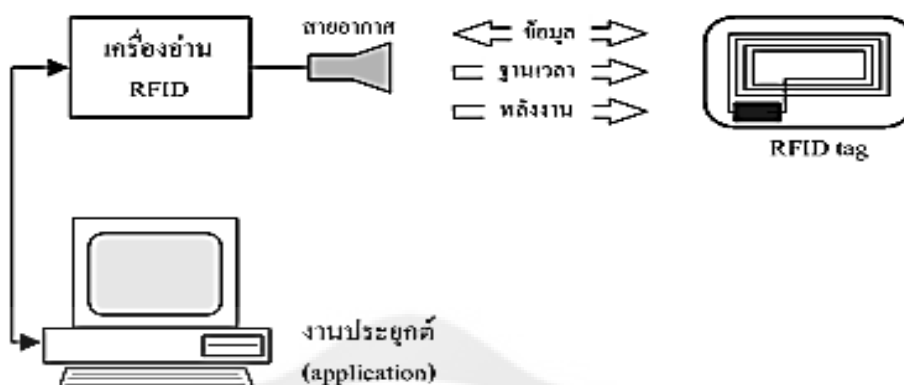 เครื่องอ่าน
RFID
สายอากาศ
ข้อมูล
ฐานเวลา
พลังงาน
RFID tag
งานประยุกต์
(application)